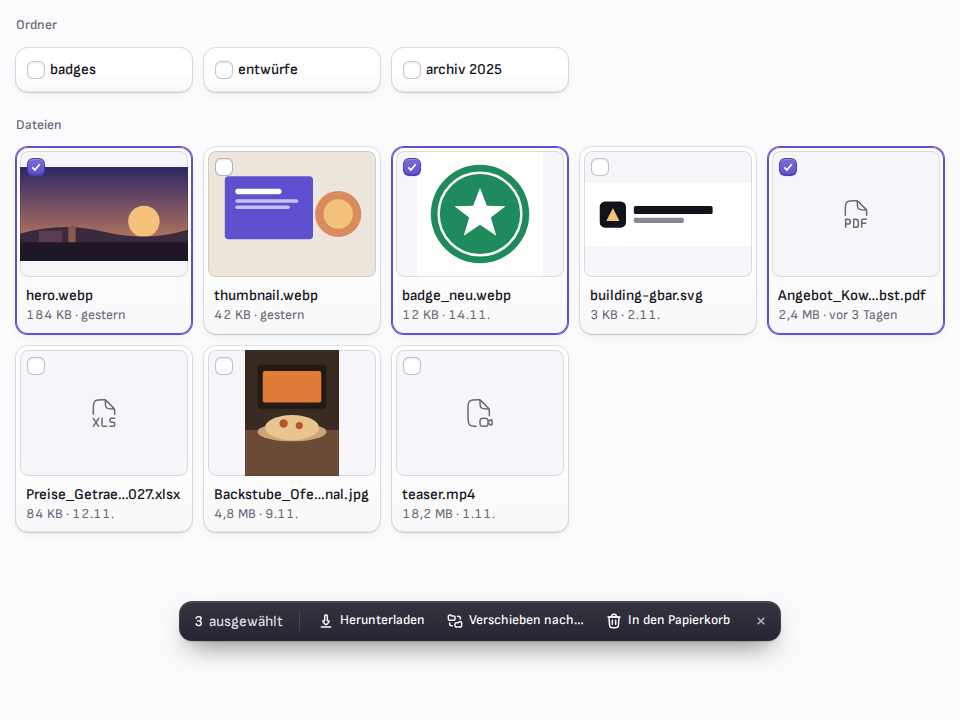 Ordner
badges
entwürfe
archiv 2025
Dateien
hero.webp
184 KB · gestern
thumbnail.webp
42 KB · gestern
badge_neu.webp
12 KB · 14.11.
building-gbar.svg
3 KB · 2.11.
PDF
Angebot_Kow…bst.pdf
2,4 MB · vor 3 Tagen
XLS
Preise_Getrae…027.xlsx
84 KB · 12.11.
Backstube_Ofe…nal.jpg
4,8 MB · 9.11.
teaser.mp4
18,2 MB · 1.11.
3 ausgewählt
Herunterladen
Verschieben nach…
In den Papierkorb